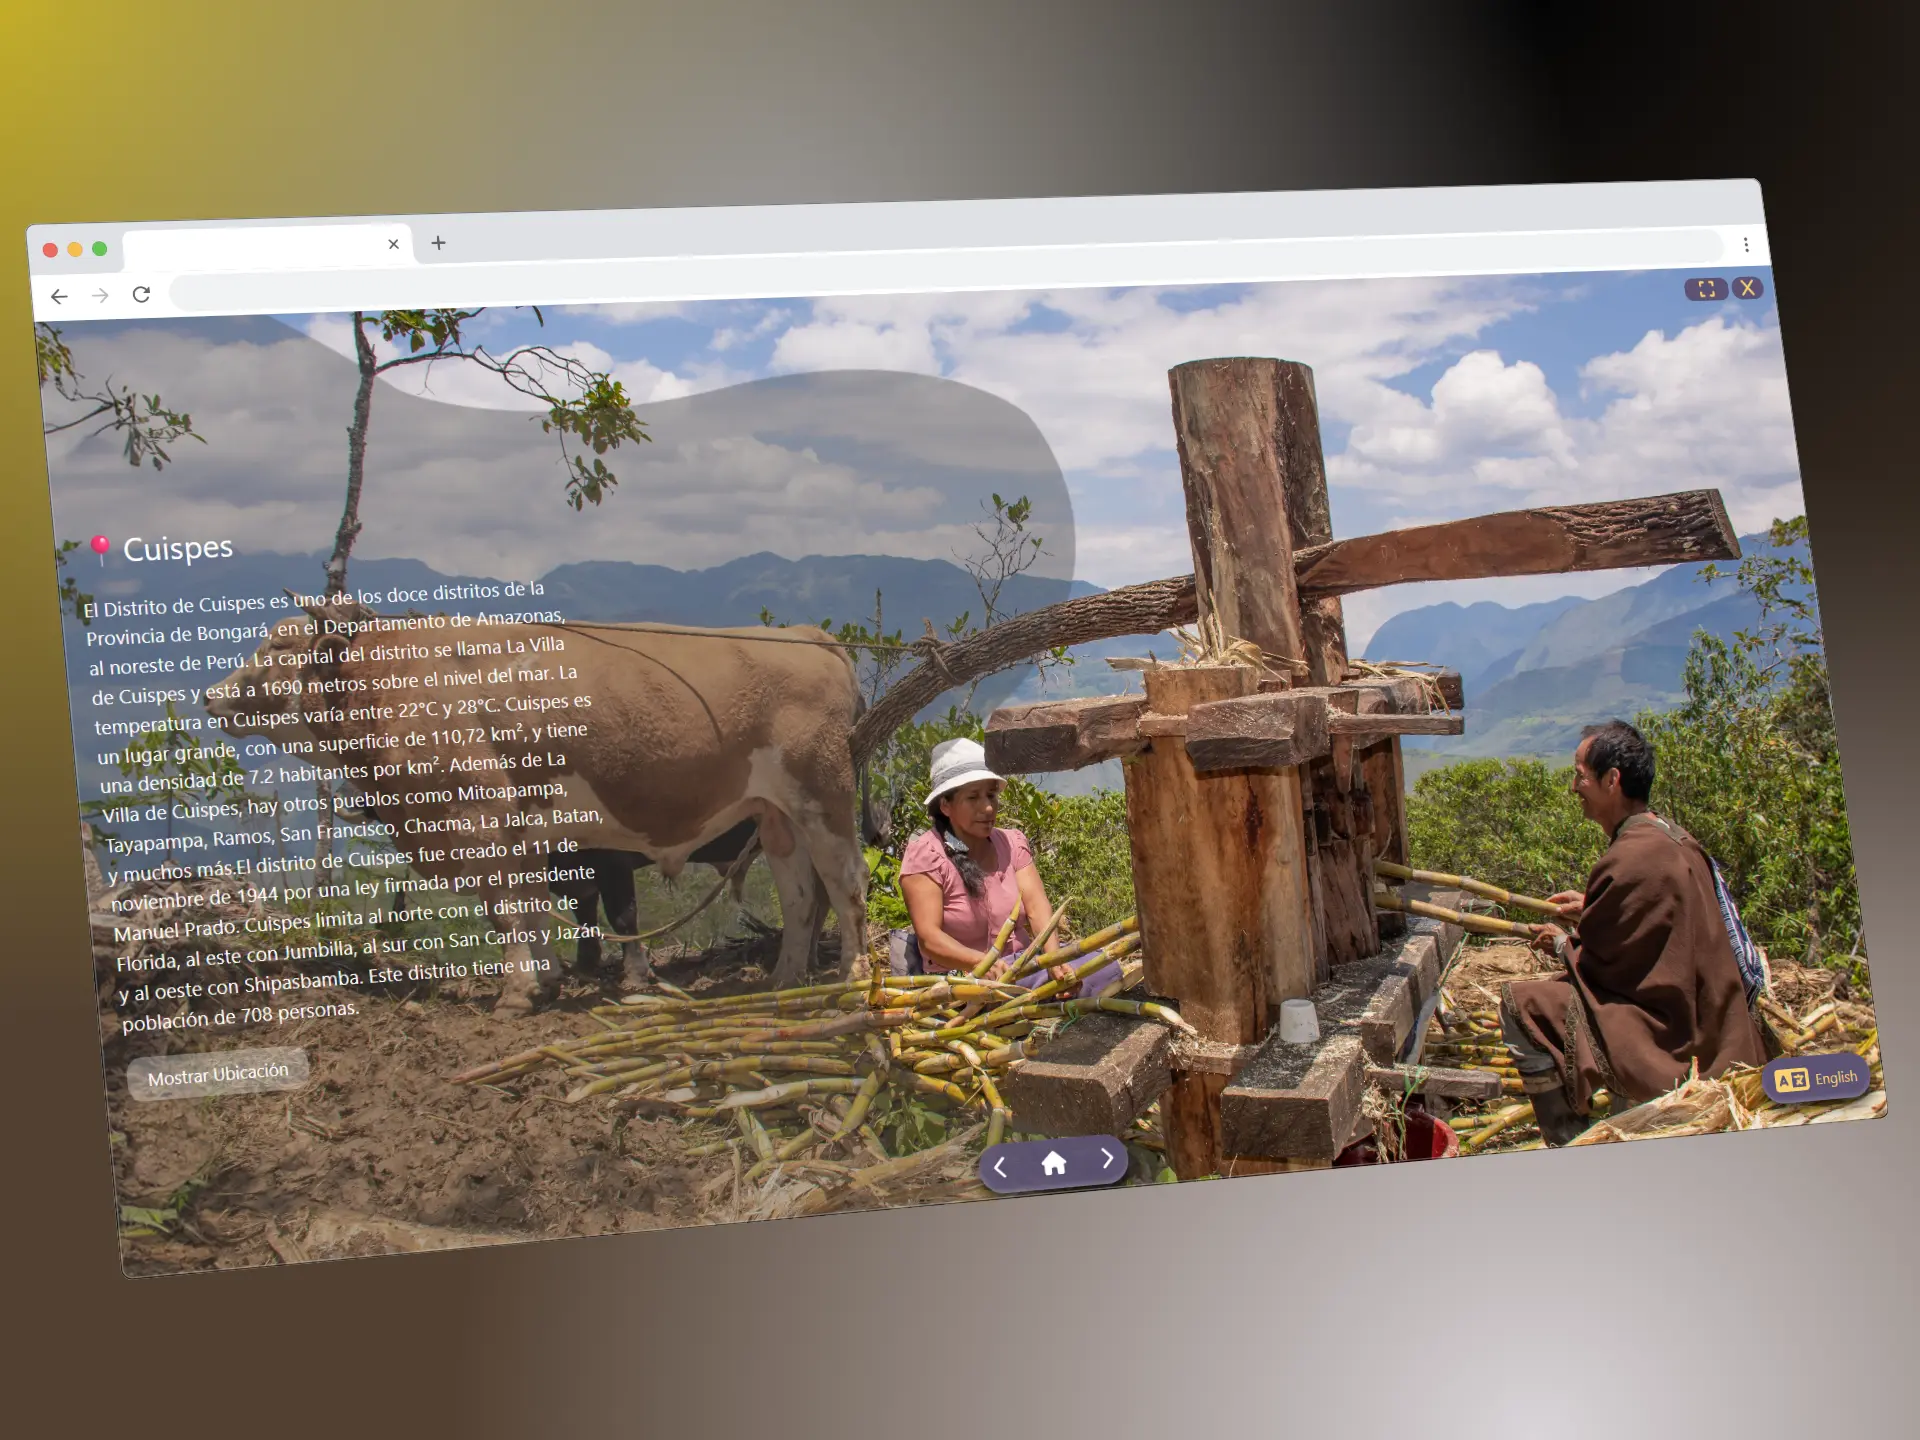 Cuispes
El Distrito de Cuispes es uno de los doce distritos de la
Provincia de Bongará, en el Departamento de Amazonas,
al noreste de Perú. La capital del distrito se llama La Villa
de Cuispes y está a 1690 metros sobre el nivel del mar. La
temperatura en Cuispes varía entre 22°C y 28°C. Cuispes es
un lugar grande, con una superficie de 110,72 km², y tiene
una densidad de 7.2 habitantes por km². Además de La
Villa de Cuispes, hay otros pueblos como Mitoapampa,
Tayapampa, Ramos, San Francisco, Chacma, La Jalca, Batan,
y muchos más.El distrito de Cuispes fue creado el 11 de
noviembre de 1944 por una ley firmada por el presidente
Manuel Prado. Cuispes limita al norte con el distrito de
Florida, al este con Jumbilla, al sur con San Carlos y Jazán,
y al oeste con Shipasbamba. Este distrito tiene una
población de 708 personas.
Mostrar Ubicación
English